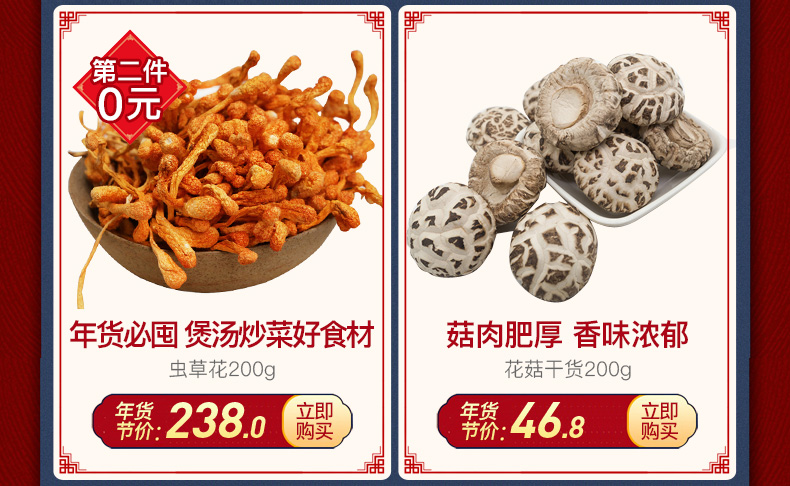 第二件
0元
年货必囤 煲汤炒菜好食材
虫草花200g
年货
节价:238.0
立即
购买
菇肉肥厚 香味浓郁
花菇干货200g
年货
节价:46.8
立即
购买